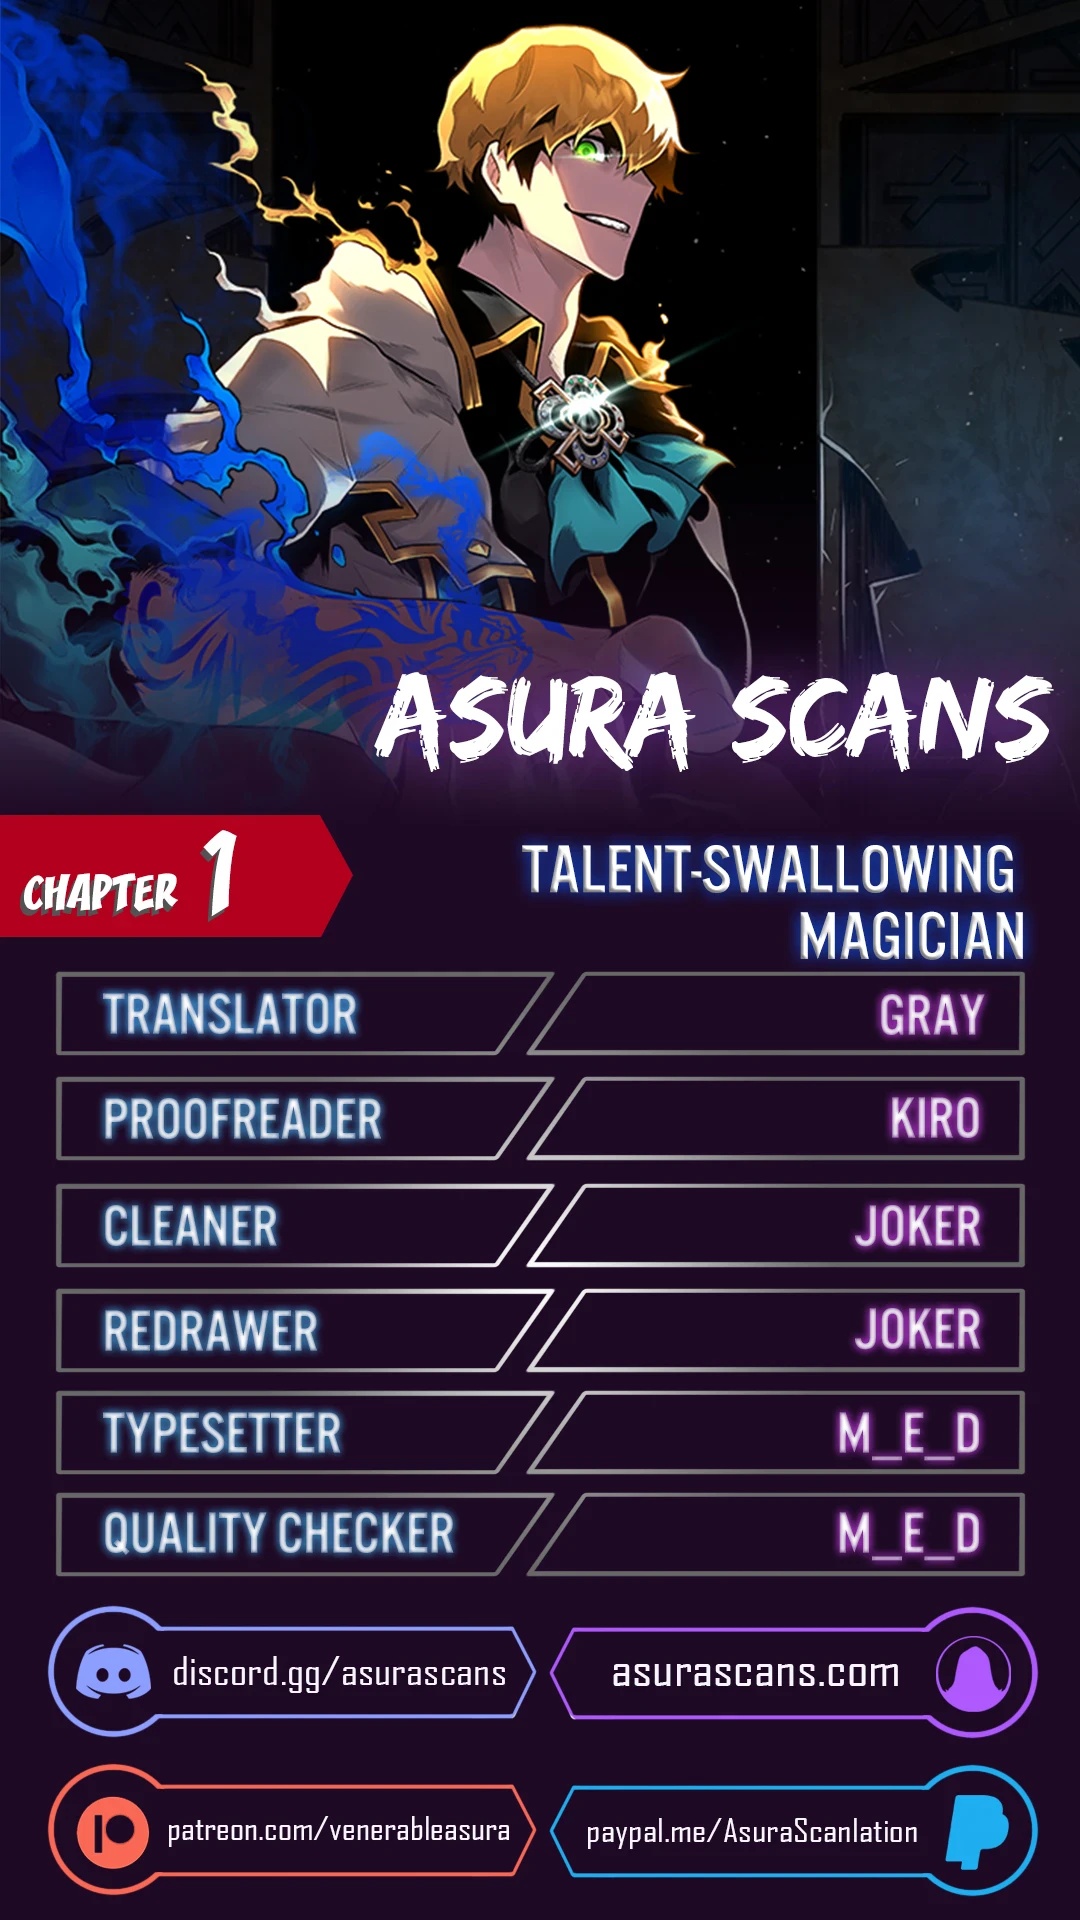 ASURA SCANS
CHAPTER 1
TALENT-SWALLOWING
MAGICIAN
TRANSLATOR GRAY
PROOFREADER KIRO
CLEANER JOKER
REDRAWER JOKER
TYPESETTER M_E_D
QUALITY CHECKER M_E_D
discord.gg/asurascans asurascans.com
patreon.com/venerableasura paypal.me/AsuraScanlation